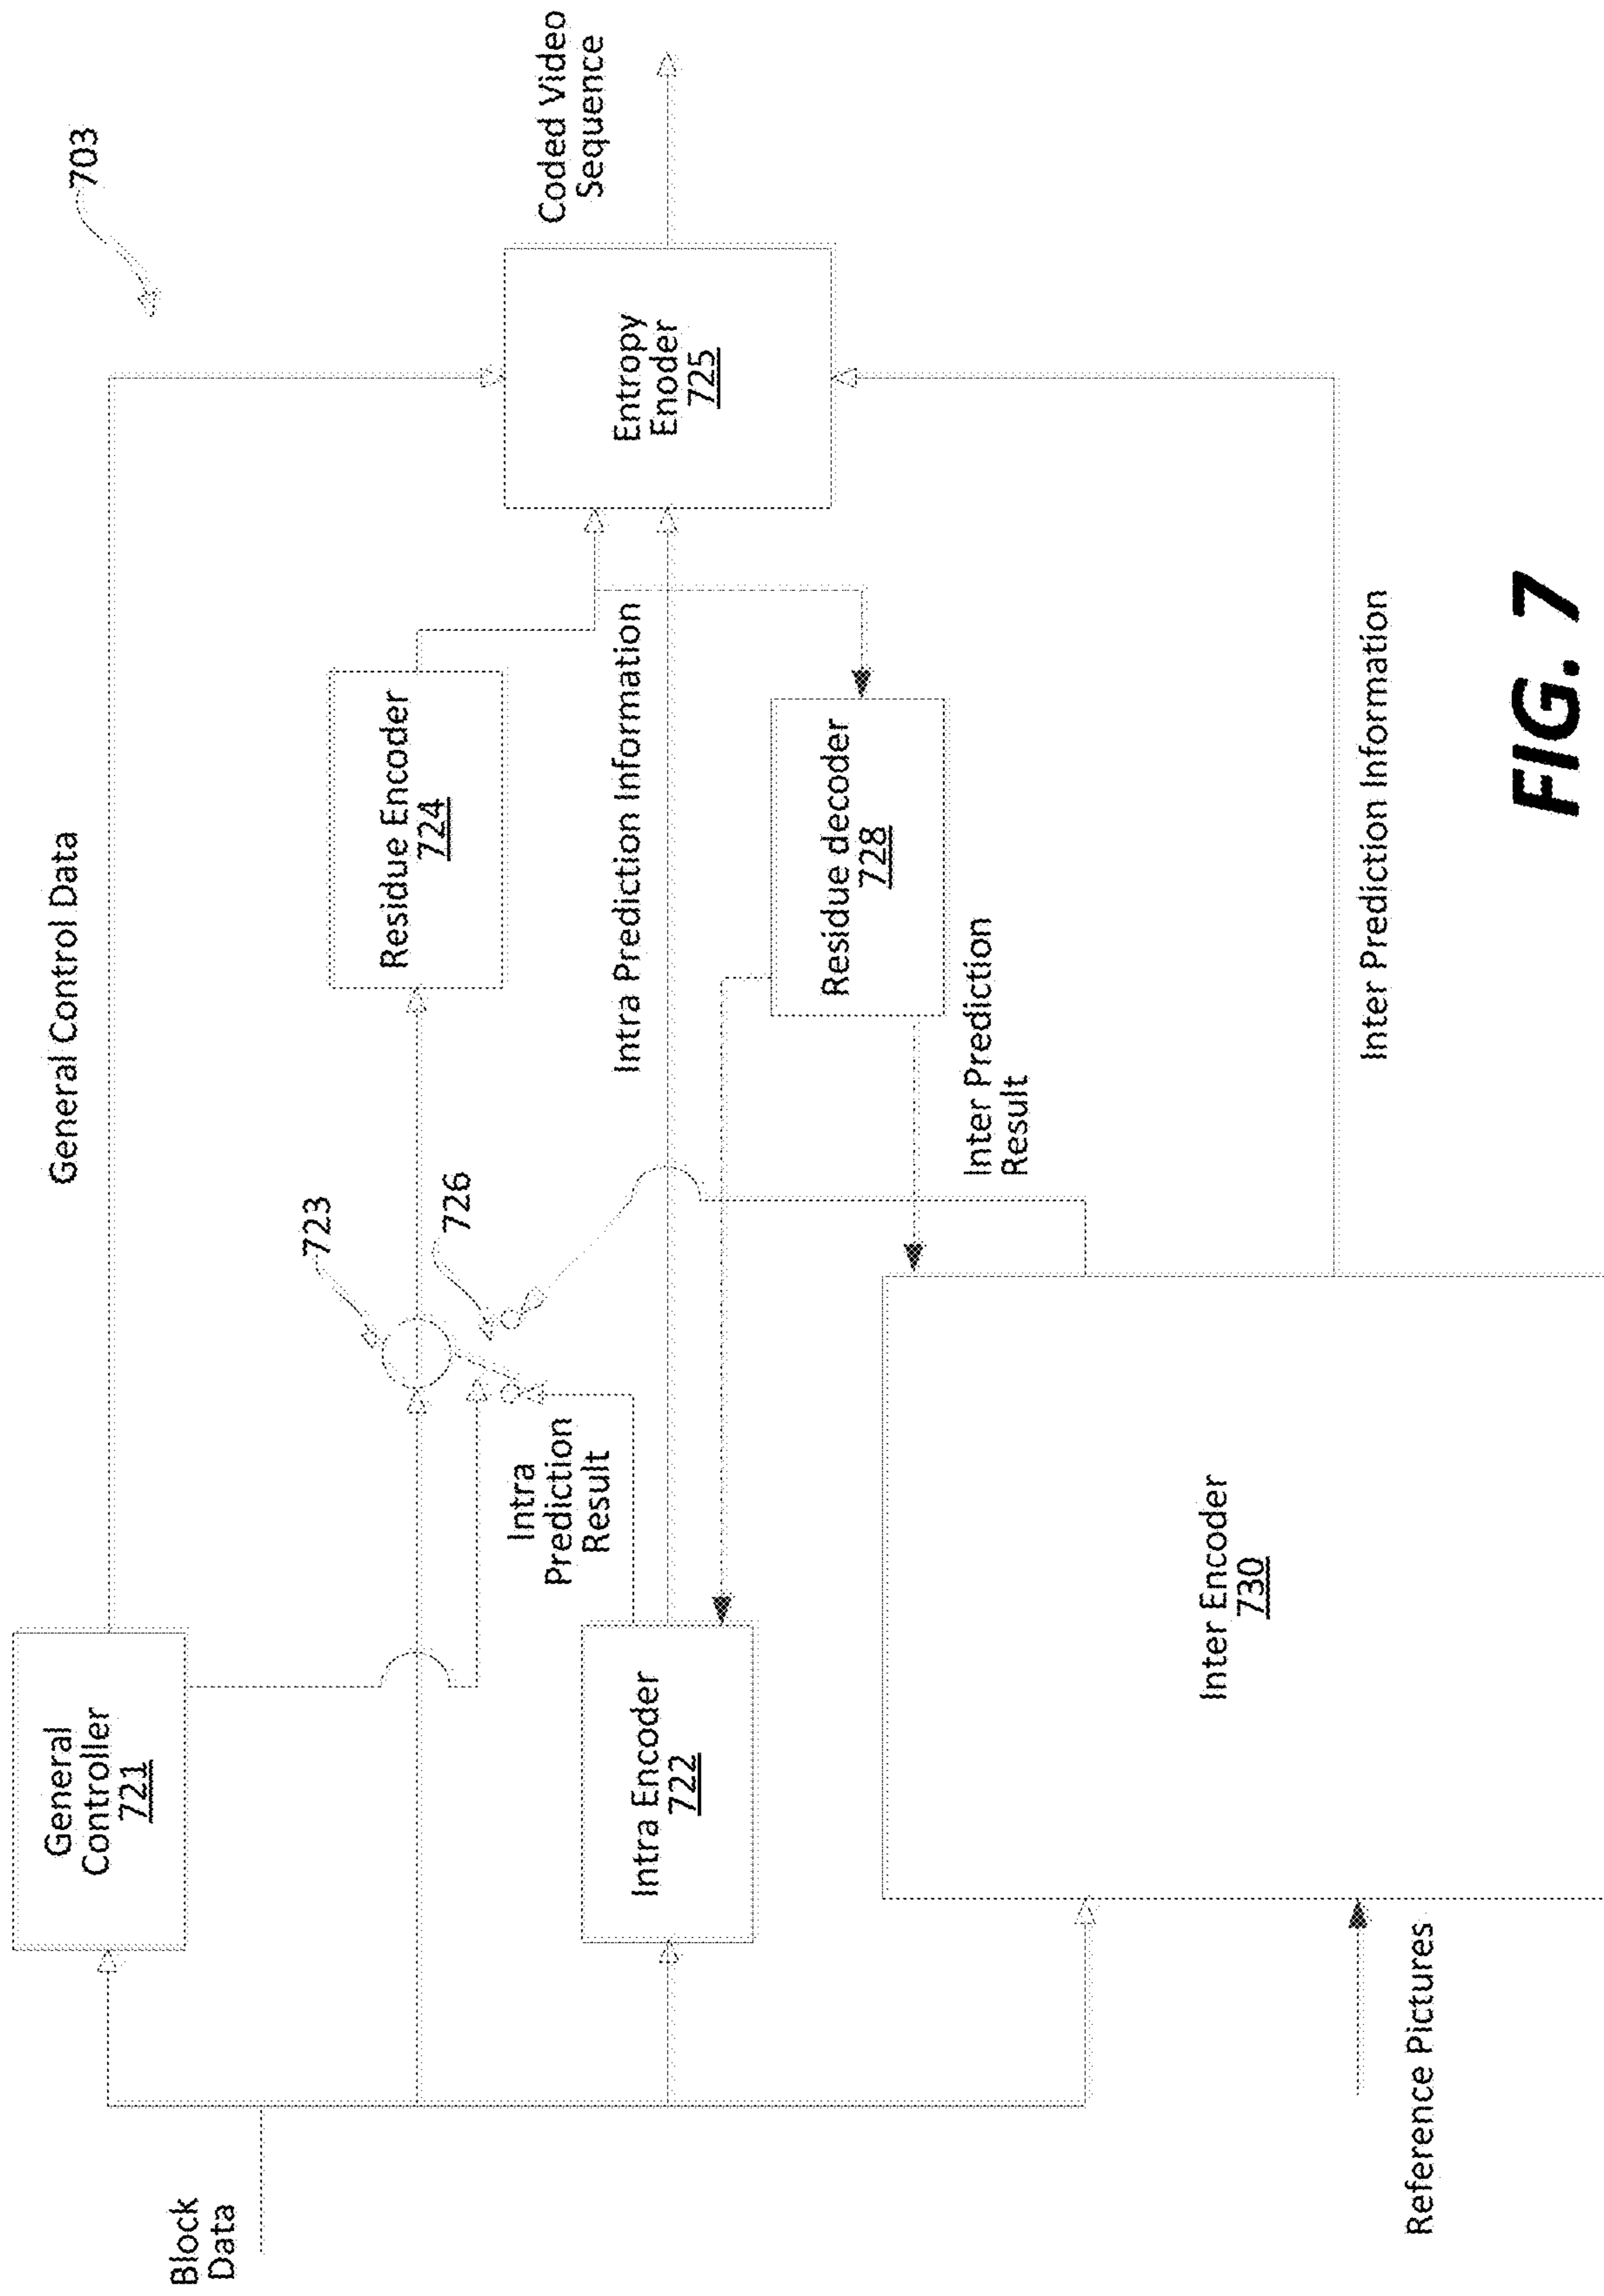 703
General Control Data
General
Controller
721
Block
Data
723
726
Residue Encoder
724
Coded Video
Sequence
Entropy
Enoder
725
Intra
Prediction
Result
Intra Prediction Information
Intra Encoder
722
Residue decoder
728
Inter Prediction
Result
Inter Encoder
730
Inter Prediction Information
Reference Pictures
FIG. 7